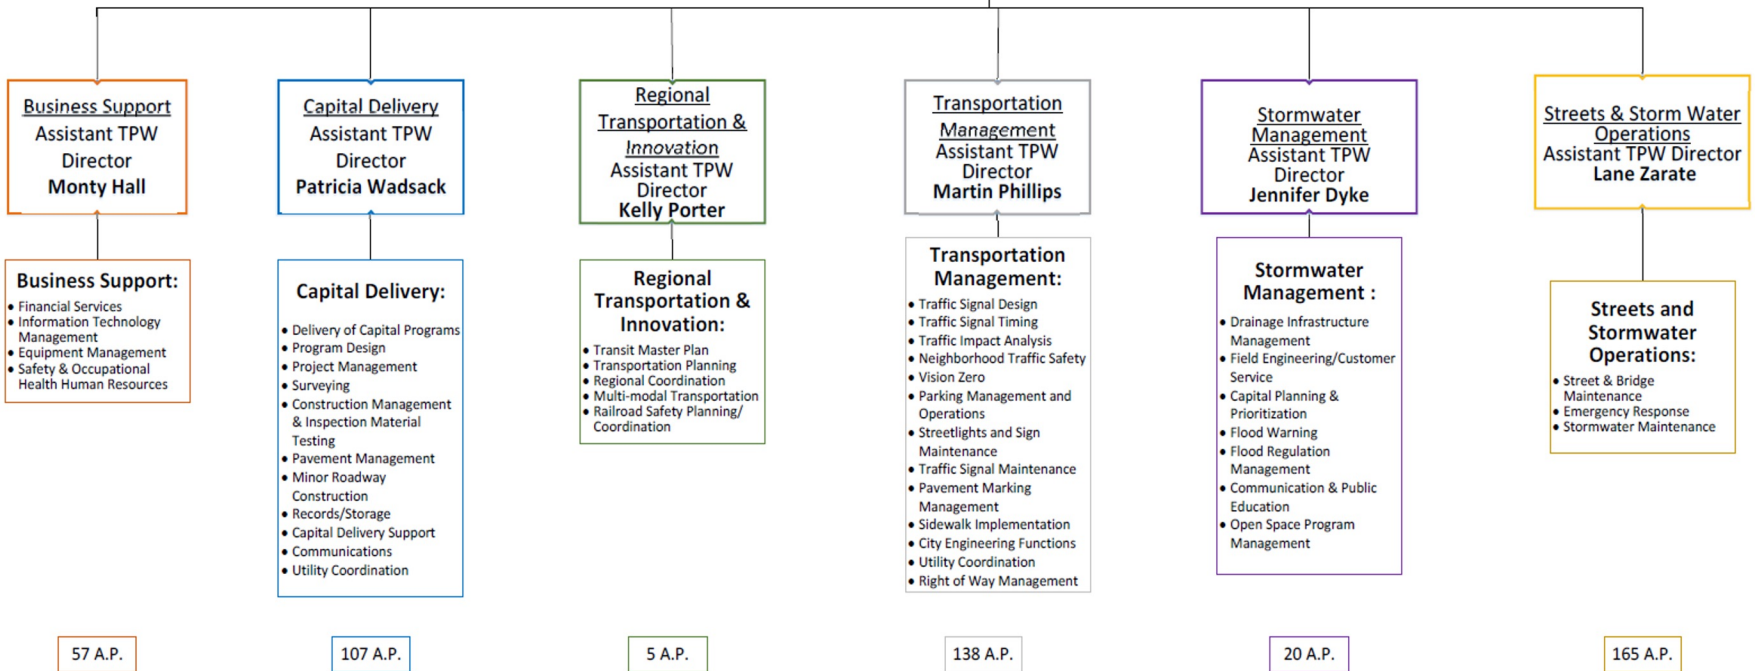 Business Support
Assistant TPW
Director
Monty Hall
Capital Delivery
Assistant TPW
Director
Patricia Wadsack
Regional
Transportation &
Innovation
Assistant TPW
Director
Kelly Porter
Transportation
Management
Assistant TPW
Director
Martin Phillips
Stormwater
Management
Assistant TPW
Director
Jennifer Dyke
Streets & Storm Water
Operations
Assistant TPW Director
Lane Zarate
Business Support:
• Financial Services
• Information Technology
Management
• Equipment Management
• Safety & Occupational
Health Human Resources
Capital Delivery:
• Delivery of Capital Programs
• Program Design
• Project Management
• Surveying
• Construction Management
& Inspection Material
Testing
• Pavement Management
• Minor Roadway
Construction
• Records/Storage
• Capital Delivery Support
• Communications
• Utility Coordination
Regional
Transportation &
Innovation:
• Transit Master Plan
• Transportation Planning
• Regional Coordination
• Multi-modal Transportation
• Railroad Safety Planning/
Coordination
Transportation
Management:
• Traffic Signal Design
• Traffic Signal Timing
• Traffic Impact Analysis
• Neighborhood Traffic Safety
• Vision Zero
• Parking Management and
Operations
• Streetlights and Sign
Maintenance
• Traffic Signal Maintenance
• Pavement Marking
Management
• Sidewalk Implementation
• City Engineering Functions
• Utility Coordination
• Right of Way Management
Stormwater
Management :
• Drainage Infrastructure
Management
• Field Engineering/Customer
Service
• Capital Planning &
Prioritization
• Flood Warning
• Flood Regulation
Management
• Communication & Public
Education
• Open Space Program
Management
Streets and
Stormwater
Operations:
• Street & Bridge
Maintenance
• Emergency Response
• Stormwater Maintenance
57 A.P.
107 A.P.
5 A.P.
138 A.P.
20 A.P.
165 A.P.